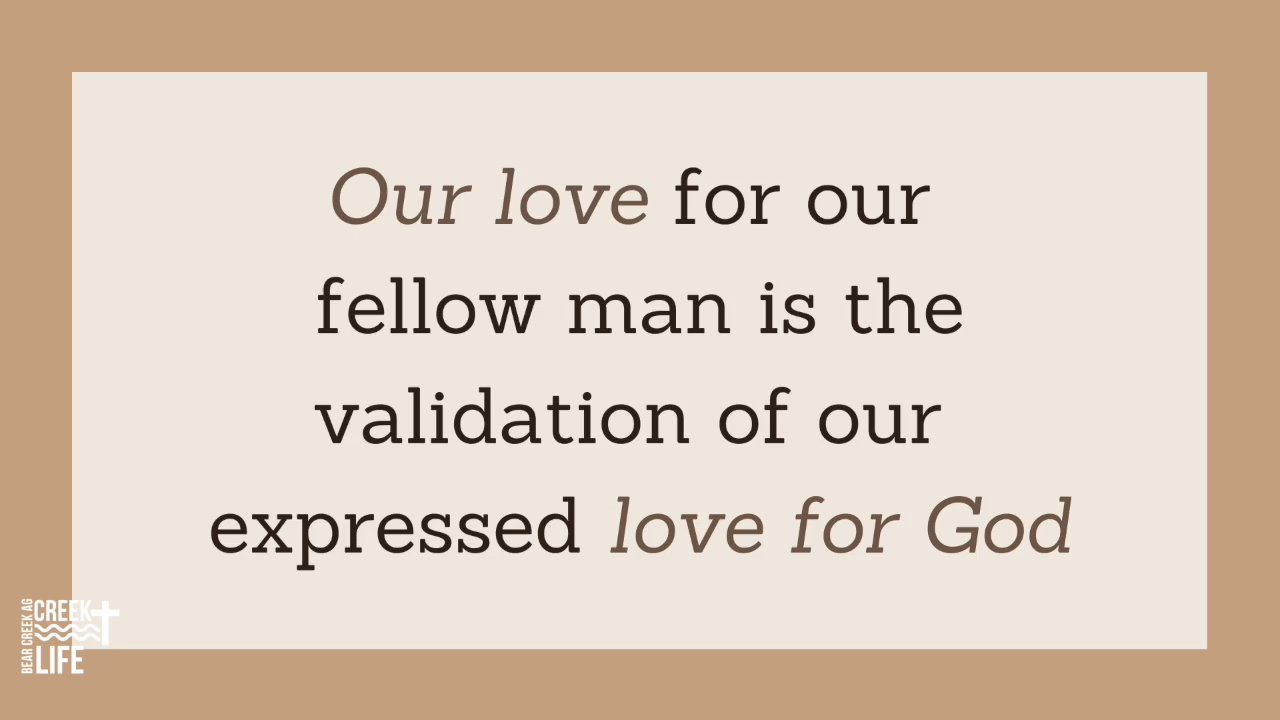 Our love for our
fellow man is the
validation of our
expressed love for God
BEAR CREEK AG
CREEK
LIFE